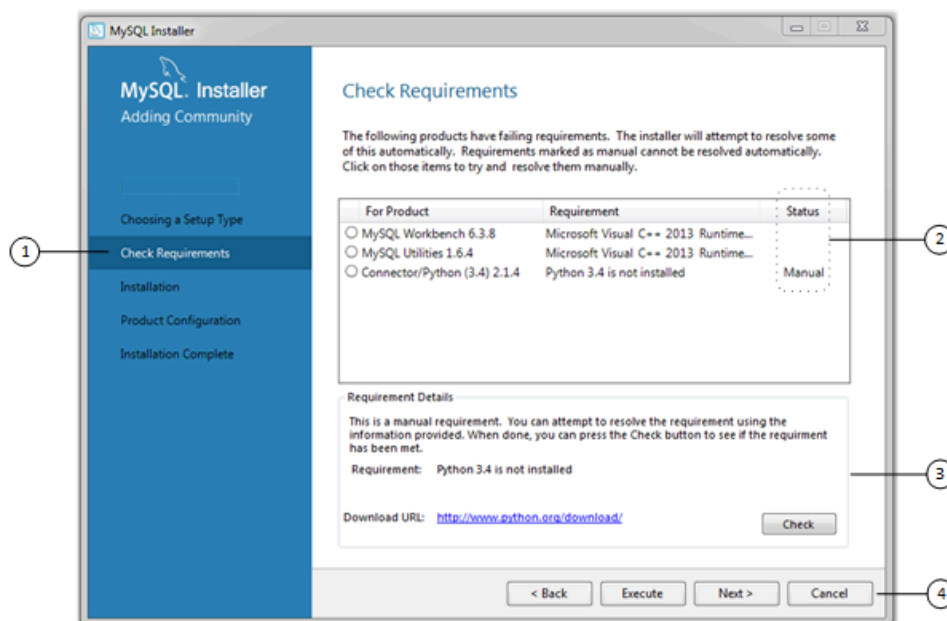 MySQL Installer
MySQL. Installer
Adding Community
Choosing a Setup Type
Check Requirements
Installation
Product Configuration
Installation Complete
Check Requirements
The following products have failing requirements. The installer will attempt to resolve some
of this automatically. Requirements marked as manual cannot be resolved automatically.
Click on those items to try and resolve them manually.
For Product Requirement Status
MySQL Workbench 6.3.8 Microsoft Visual C++ 2013 Runtime...
MySQL Utilities 1.6.4 Microsoft Visual C++ 2013 Runtime...
Connector/Python (3.4) 2.1.4 Python 3.4 is not installed Manual
Requirement Details
This is a manual requirement. You can attempt to resolve the requirement using the
information provided. When done, you can press the Check button to see if the requirment
has been met.
Requirement: Python 3.4 is not installed
Download URL: http://www.python.org/download/
Check
< Back Execute Next > Cancel
1
2
3
4